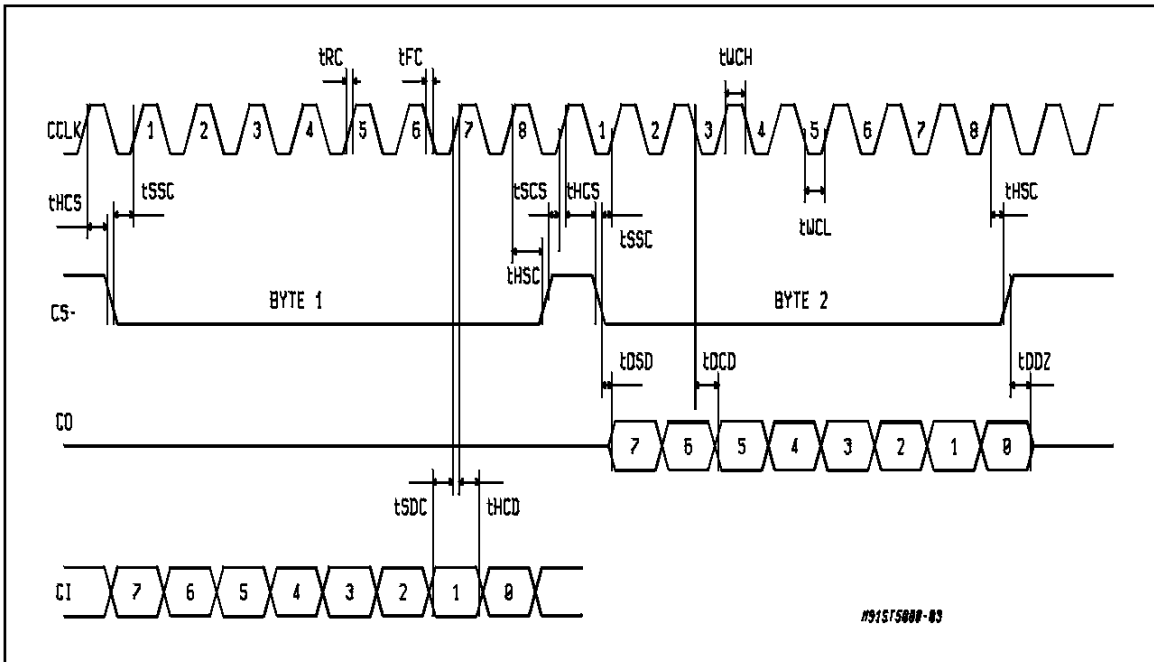 tRC tFC tWCH
CCLK 1 2 3 4 5 6 7 8 1 2 3 4 5 6 7 8
tHCS tSSC tSCS tHCS tSSC tWCL tHSC
tHSC
CS- BYTE 1 BYTE 2
tDSD tDCD tDDZ
CO
7 6 5 4 3 2 1 0
tSDC tHCD
CI 7 6 5 4 3 2 1 0